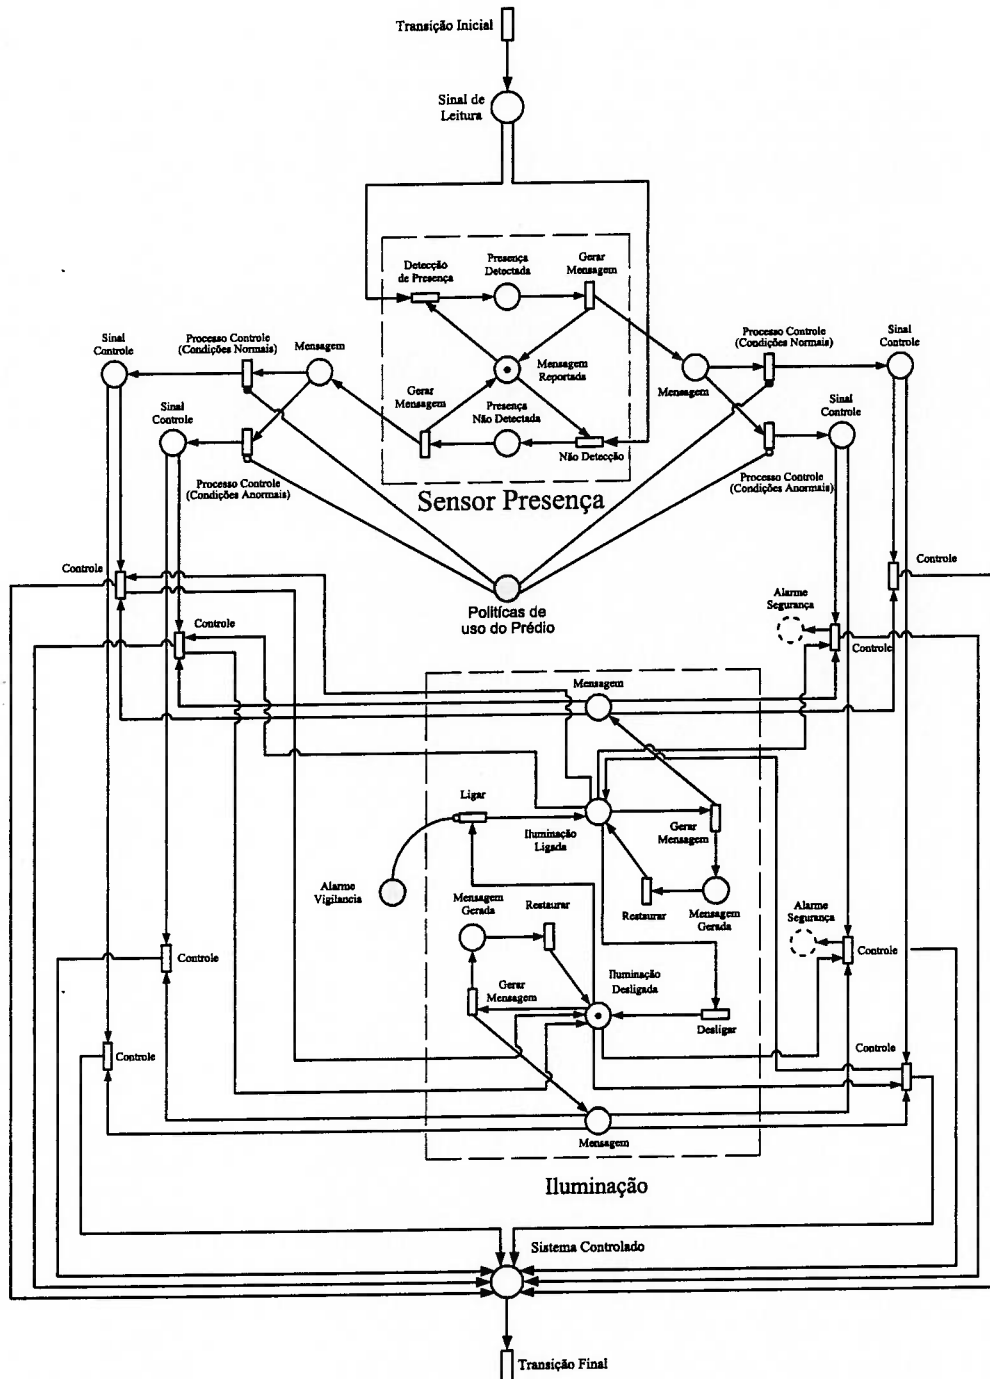 Transição Inicial
Sinal de
Leitura
Detecção
de Presença
Presença
Detectada
Gerar
Mensagem
Sinal
Controle
Processo Controle
(Condições Normais)
Mensagem
Mensagem
Reportada
Gerar
Mensagem
Presença
Não Detectada
Não Detecção
Mensagem
Processo Controle
(Condições Normais)
Sinal
Controle
Sinal
Controle
Sinal
Controle
Processo Controle
(Condições Anormais)
Processo Controle
(Condições Anormais)
Sensor Presença
Controle
Controle
Politícas de
uso do Prédio
Alarme
Segurança
Controle
Controle
Mensagem
Ligar
Iluminação
Ligada
Gerar
Mensagem
Alarme
Vigilancia
Mensagem
Gerada
Restaurar
Restaurar
Mensagem
Gerada
Alarme
Segurança
Controle
Controle
Gerar
Mensagem
Iluminação
Desligada
Desligar
Controle
Controle
Mensagem
Iluminação
Sistema Controlado
Transição Final